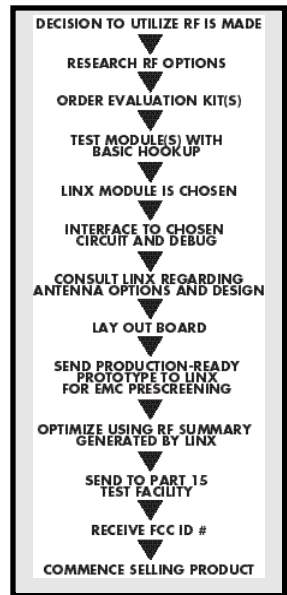 DECISION TO UTILIZE RF IS MADE
RESEARCH RF OPTIONS
ORDER EVALUATION KIT(S)
TEST MODULE(S) WITH
BASIC HOOKUP
LINX MODULE IS CHOSEN
INTERFACE TO CHOSEN
CIRCUIT AND DEBUG
CONSULT LINX REGARDING
ANTENNA OPTIONS AND DESIGN
LAY OUT BOARD
SEND PRODUCTION-READY
PROTOTYPE TO LINX
FOR EMC PRESCREENING
OPTIMIZE USING RF SUMMARY
GENERATED BY LINX
SEND TO PART 15
TEST FACILITY
RECEIVE FCC ID #
COMMENCE SELLING PRODUCT